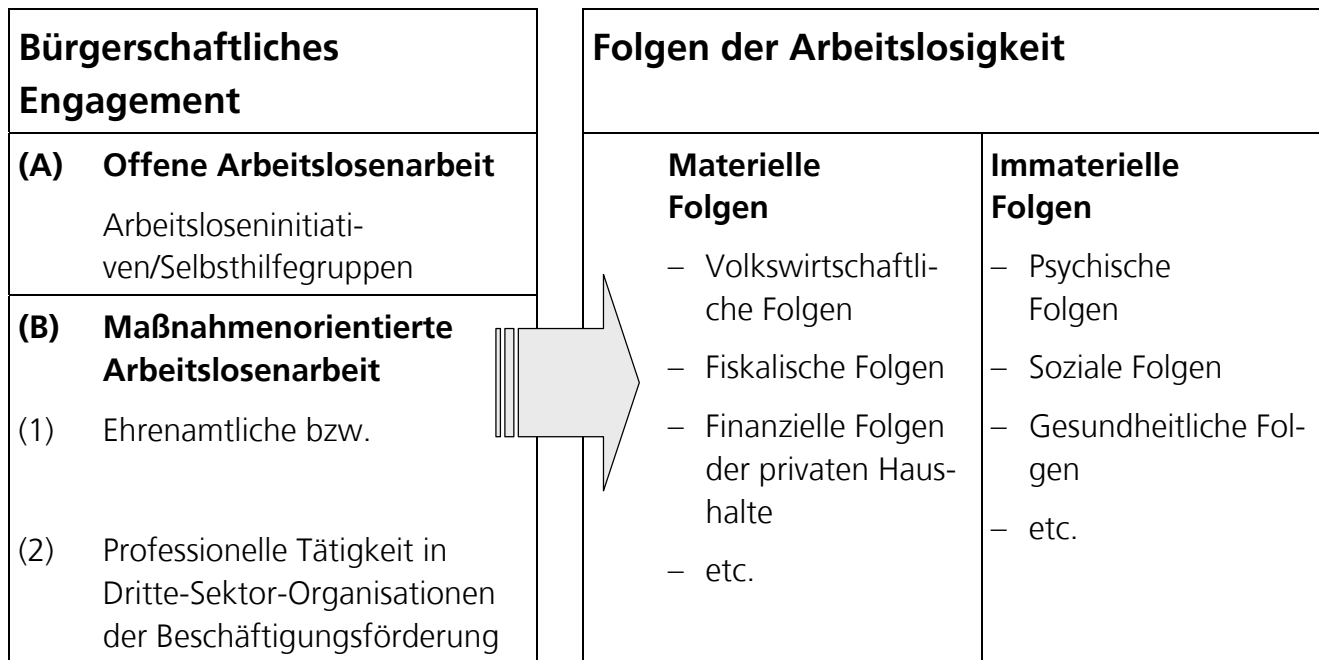 Bürgerschaftliches
Engagement
(A) Offene Arbeitslosenarbeit
Arbeitsloseninitiati-
ven/Selbsthilfegruppen
(B) Maßnahmenorientierte
Arbeitslosenarbeit
(1) Ehrenamtliche bzw.
(2) Professionelle Tätigkeit in
Dritte-Sektor-Organisationen
der Beschäftigungsförderung
Folgen der Arbeitslosigkeit
Materielle
Folgen
– Volkswirtschaftli-
che Folgen
– Fiskalische Folgen
– Finanzielle Folgen
der privaten Haus-
halte
– etc.
Immaterielle
Folgen
– Psychische
Folgen
– Soziale Folgen
– Gesundheitliche Fol-
gen
– etc.